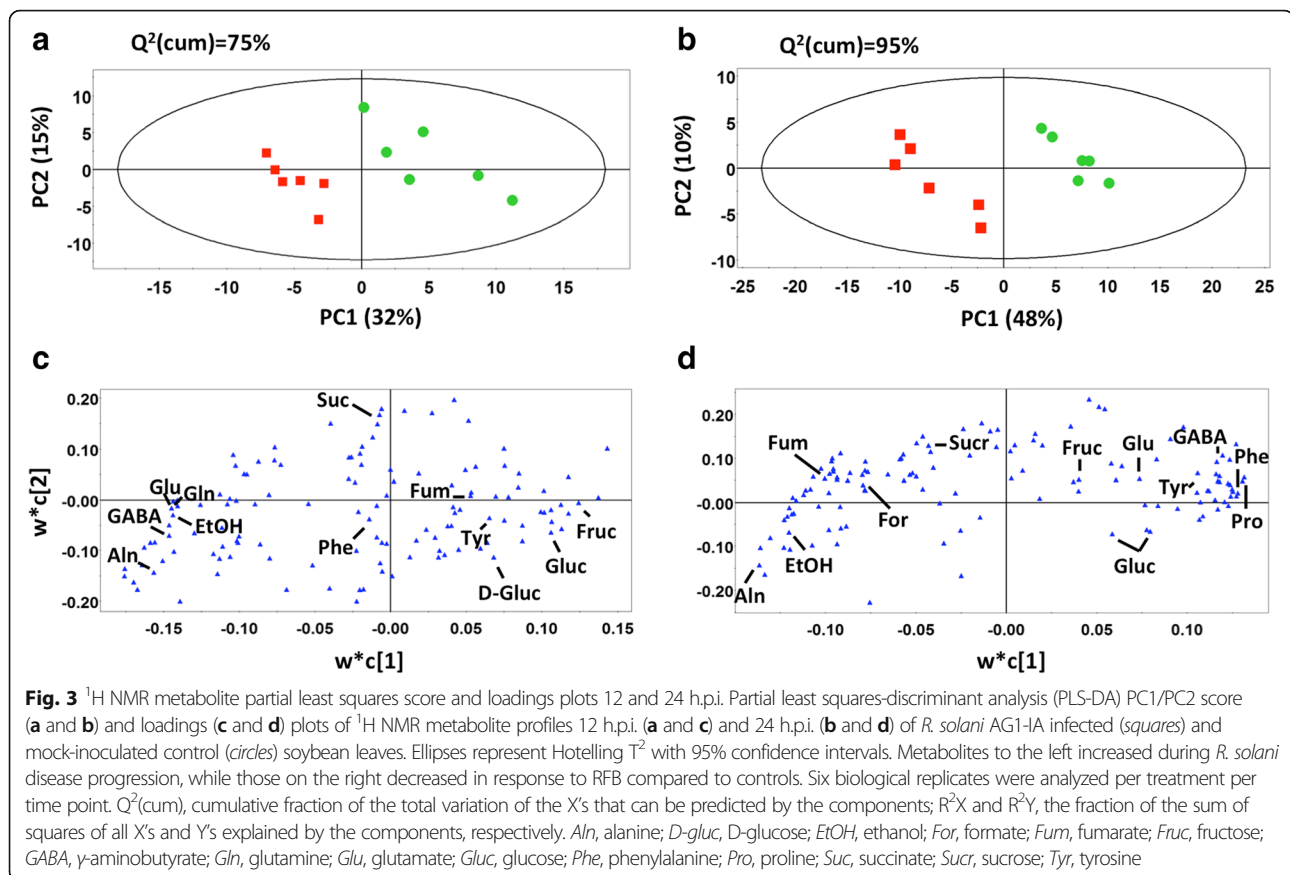 a
Q²(cum)=75%
10
5
0
-5
-10
PC2 (15%)
-15 -10 -5 0 5 10 15
PC1 (32%)
b
Q²(cum)=95%
10
5
0
-5
-10
PC2 (10%)
-25 -20 -15 -10 -5 0 5 10 15 20 25
PC1 (48%)
c
0.20
0.10
-0.00
-0.10
-0.20
w*c[2]
Suc
Glu
Gln
GABA
EtOH
Aln
Phe
Fum
Tyr
Fruc
Gluc
D-Gluc
-0.15 -0.10 -0.05 -0.00 0.05 0.10 0.15
w*c[1]
d
0.20
0.10
-0.00
-0.10
-0.20
Fum
Sucr
For
EtOH
Aln
Fruc
Glu
GABA
Phe
Tyr
Pro
Gluc
-0.10 -0.05 -0.00 0.05 0.10
w*c[1]
Fig. 3 ¹H NMR metabolite partial least squares score and loadings plots 12 and 24 h.p.i. Partial least squares-discriminant analysis (PLS-DA) PC1/PC2 score
(a and b) and loadings (c and d) plots of ¹H NMR metabolite profiles 12 h.p.i. (a and c) and 24 h.p.i. (b and d) of R. solani AG1-IA infected (squares) and
mock-inoculated control (circles) soybean leaves. Ellipses represent Hotelling T² with 95% confidence intervals. Metabolites to the left increased during R. solani
disease progression, while those on the right decreased in response to RFB compared to controls. Six biological replicates were analyzed per treatment per
time point. Q²(cum), cumulative fraction of the total variation of the X's that can be predicted by the components; R²X and R²Y, the fraction of the sum of
squares of all X's and Y's explained by the components, respectively. Aln, alanine; D-gluc, D-glucose; EtOH, ethanol; For, formate; Fum, fumarate; Fruc, fructose;
GABA, γ-aminobutyrate; Gln, glutamine; Glu, glutamate; Gluc, glucose; Phe, phenylalanine; Pro, proline; Suc, succinate; Sucr, sucrose; Tyr, tyrosine